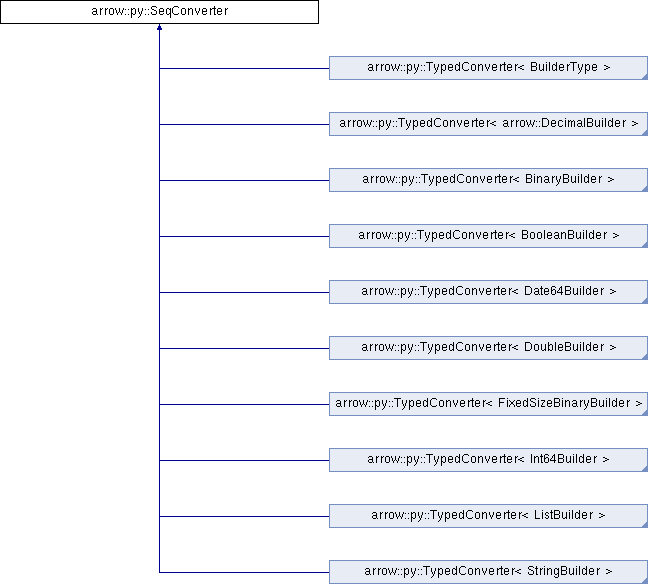 arrow::py::SeqConverter
arrow::py::TypedConverter< BuilderType >
arrow::py::TypedConverter< arrow::DecimalBuilder >
arrow::py::TypedConverter< BinaryBuilder >
arrow::py::TypedConverter< BooleanBuilder >
arrow::py::TypedConverter< Date64Builder >
arrow::py::TypedConverter< DoubleBuilder >
arrow::py::TypedConverter< FixedSizeBinaryBuilder >
arrow::py::TypedConverter< Int64Builder >
arrow::py::TypedConverter< ListBuilder >
arrow::py::TypedConverter< StringBuilder >